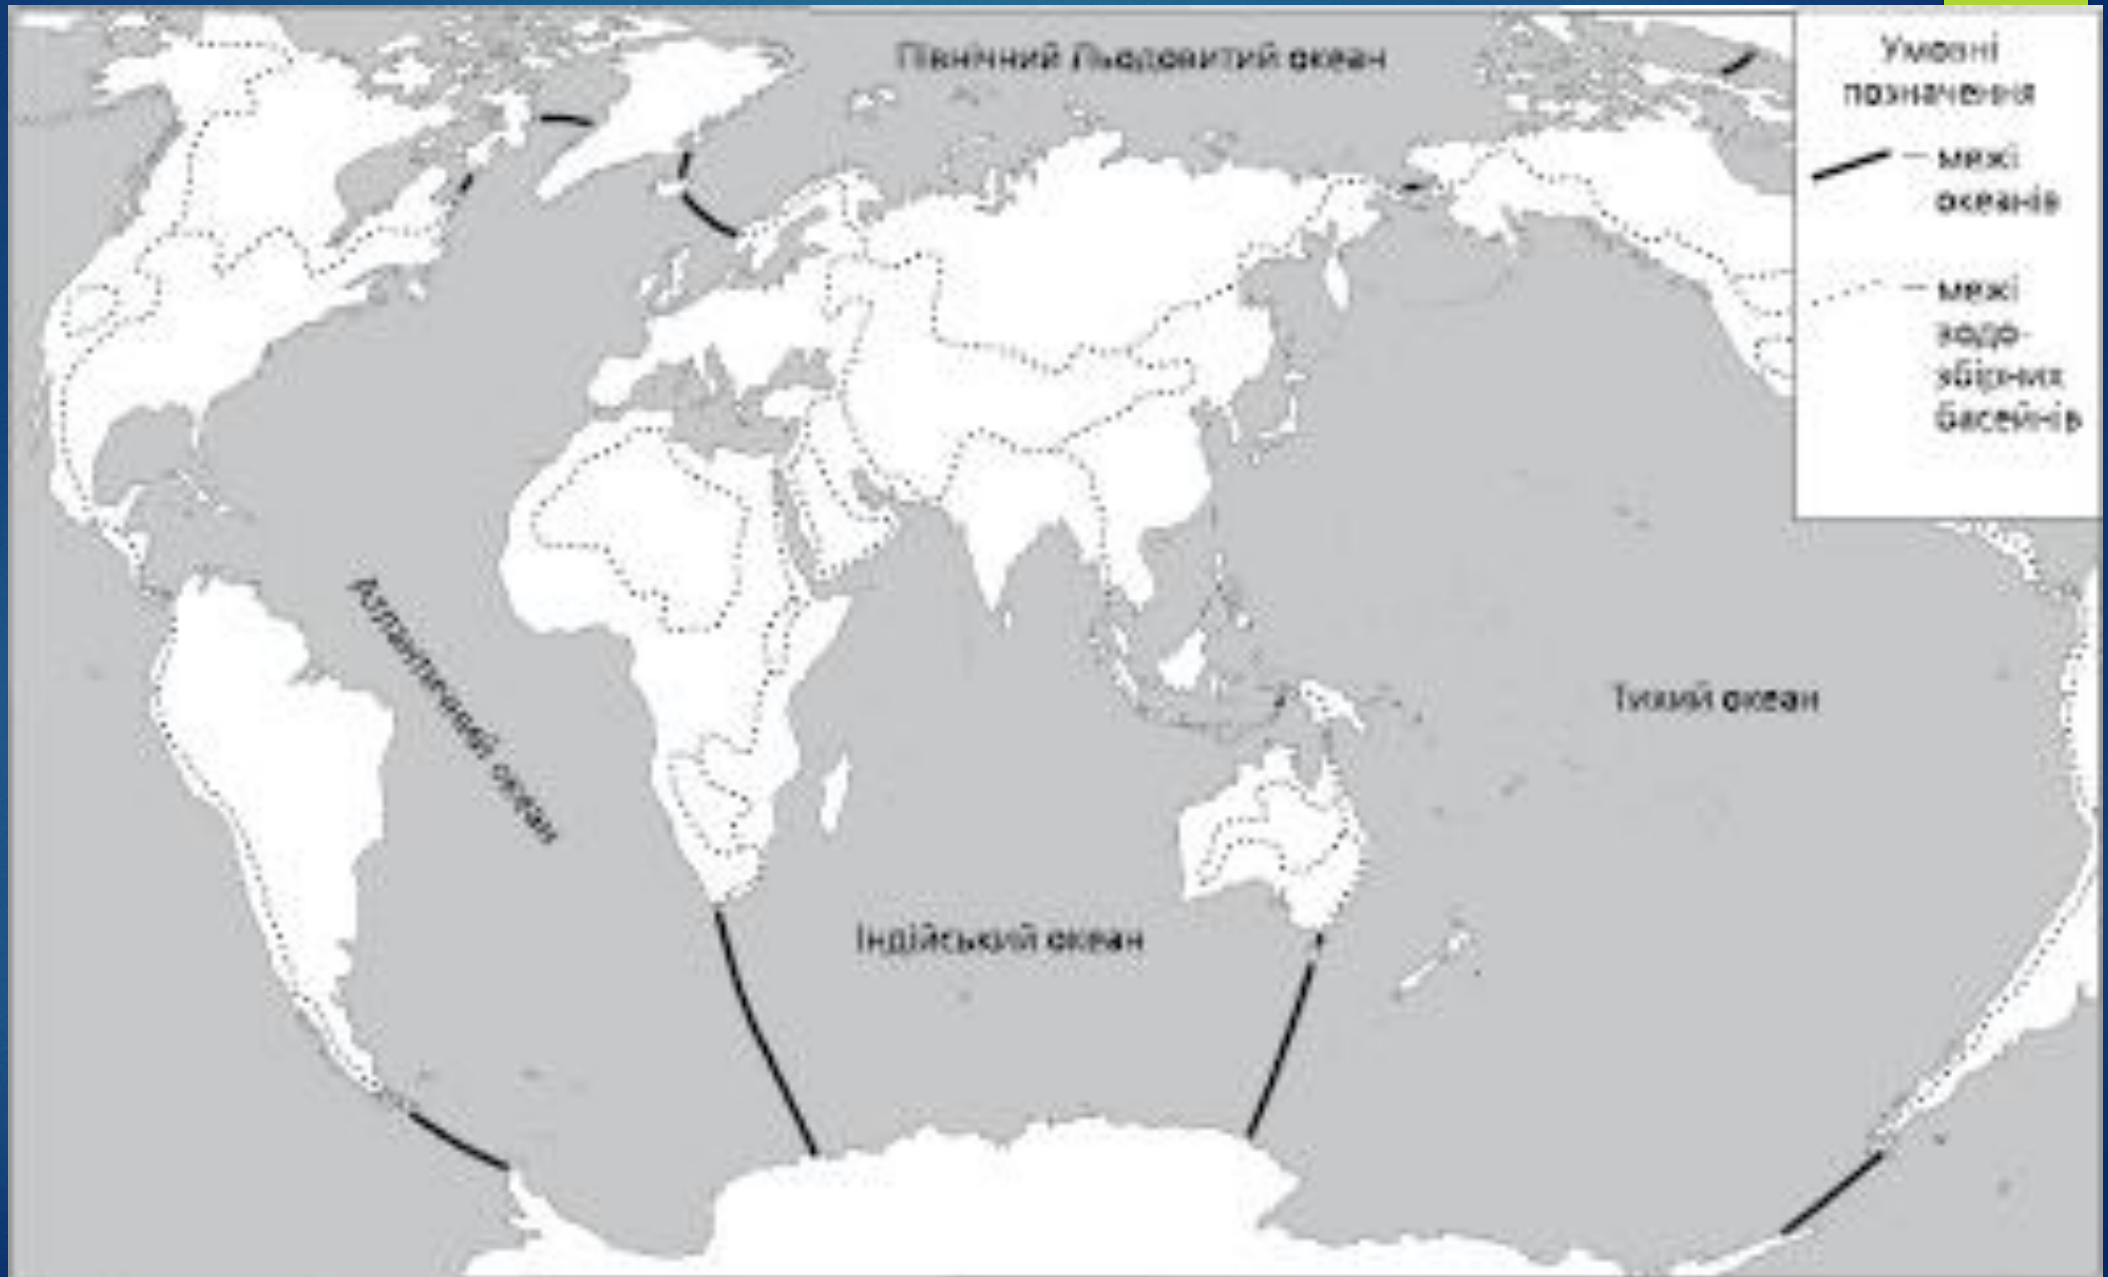 Північний Льодовитий океан
Умовні
позначення
— межі
океанів
— межі
водо-
збірних
басейнів
Атлантичний океан
Тихий океан
Індійський океан